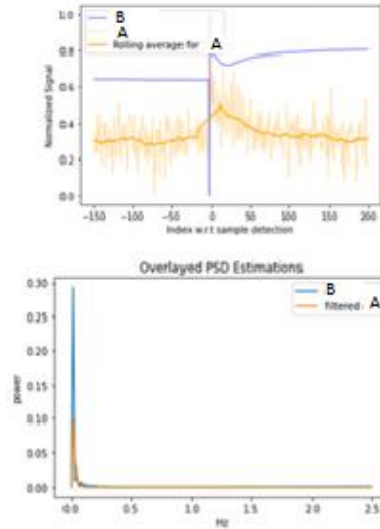 B
A
Rolling average for A
Normalized Signal
1.0
0.8
0.6
0.4
0.2
0.0
-150 -100 -50 0 50 100 150 200
Index w.r.t sample detection
Overlayed PSD Estimations
B
filtered A
power
0.30
0.25
0.20
0.15
0.10
0.05
0.00
0.0 0.5 1.0 1.5 2.0 2.5
Hz